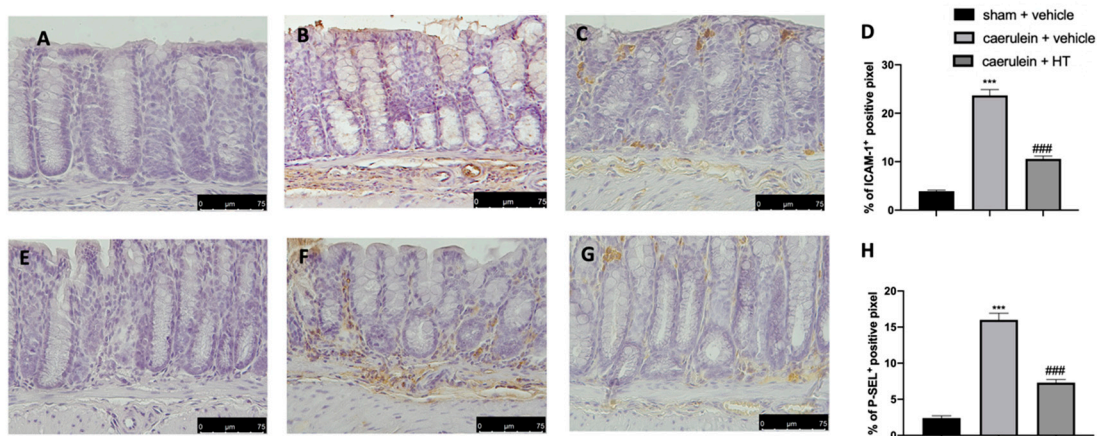 A
B
C
D
sham + vehicle
caerulein + vehicle
caerulein + HT
% of ICAM-1+ positive pixel
30
20
10
0
***
###
0 µm 75
0 µm 75
0 µm 75
E
F
G
H
% of P-SEL+ positive pixel
20
15
10
5
0
***
###
0 µm 75
0 µm 75
0 µm 75